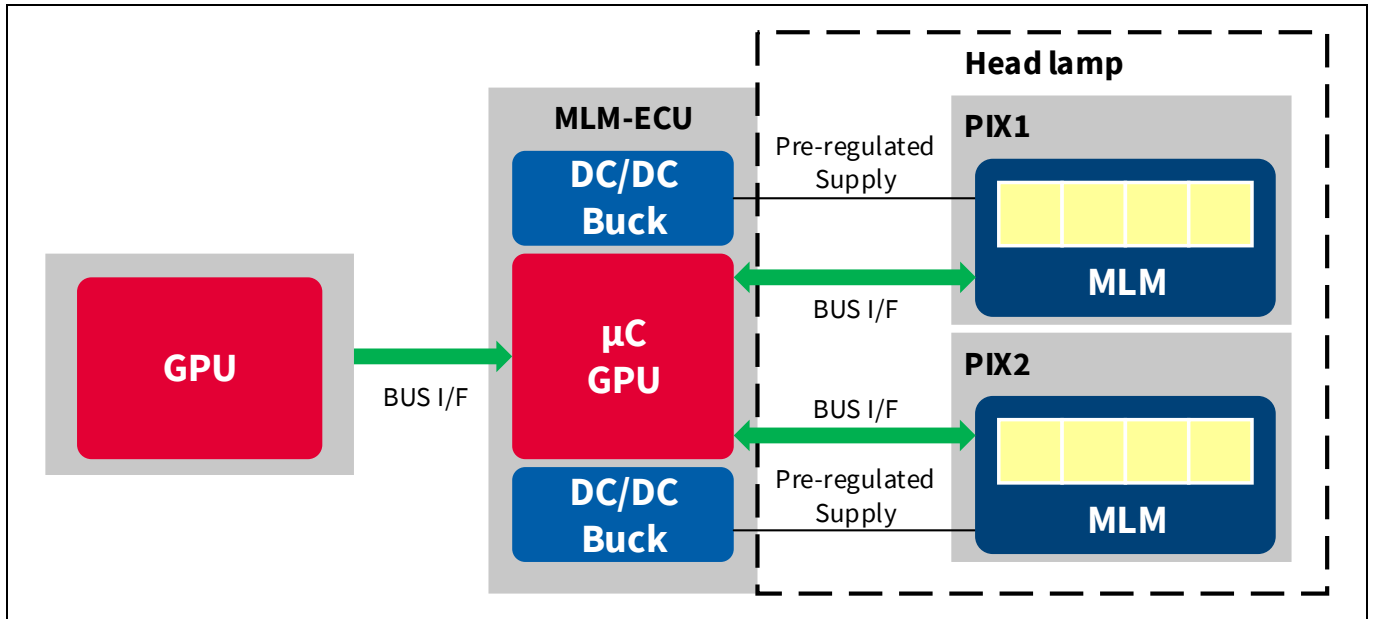 Head lamp
MLM-ECU
PIX1
DC/DC
Buck
Pre-regulated
Supply
MLM
BUS I/F
GPU
BUS I/F
µC
GPU
PIX2
BUS I/F
DC/DC
Buck
Pre-regulated
Supply
MLM